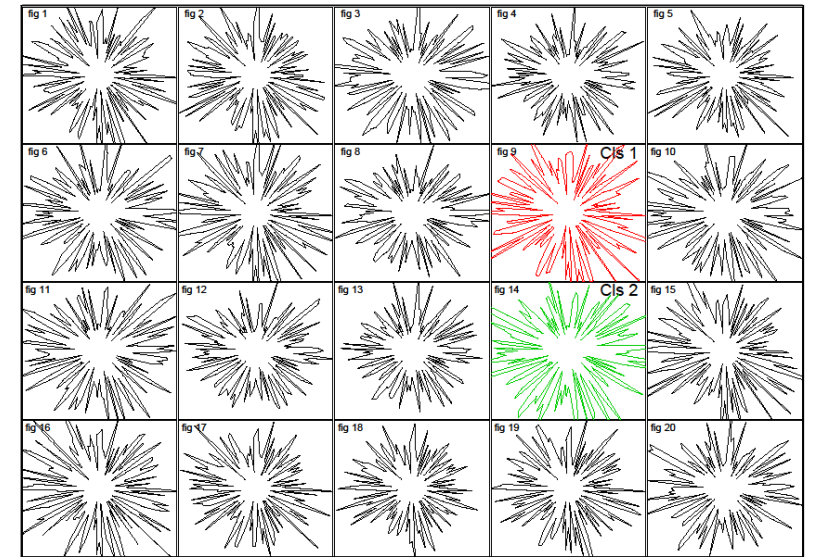 fig 1
fig 2
fig 3
fig 4
fig 5
fig 6
fig 7
fig 8
fig 9 Cls 1
fig 10
fig 11
fig 12
fig 13
fig 14 Cls 2
fig 15
fig 16
fig 17
fig 18
fig 19
fig 20